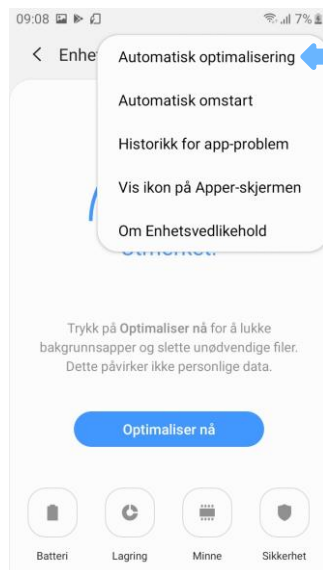 09:08 7%
Enhe
Automatisk optimalisering
Automatisk omstart
Historikk for app-problem
Vis ikon på Apper-skjermen
Om Enhetsvedlikehold
Utmerket!
Trykk på Optimaliser nå for å lukke
bakgrunnsapper og slette unødvendige filer.
Dette påvirker ikke personlige data.
Optimaliser nå
Batteri Lagring Minne Sikkerhet